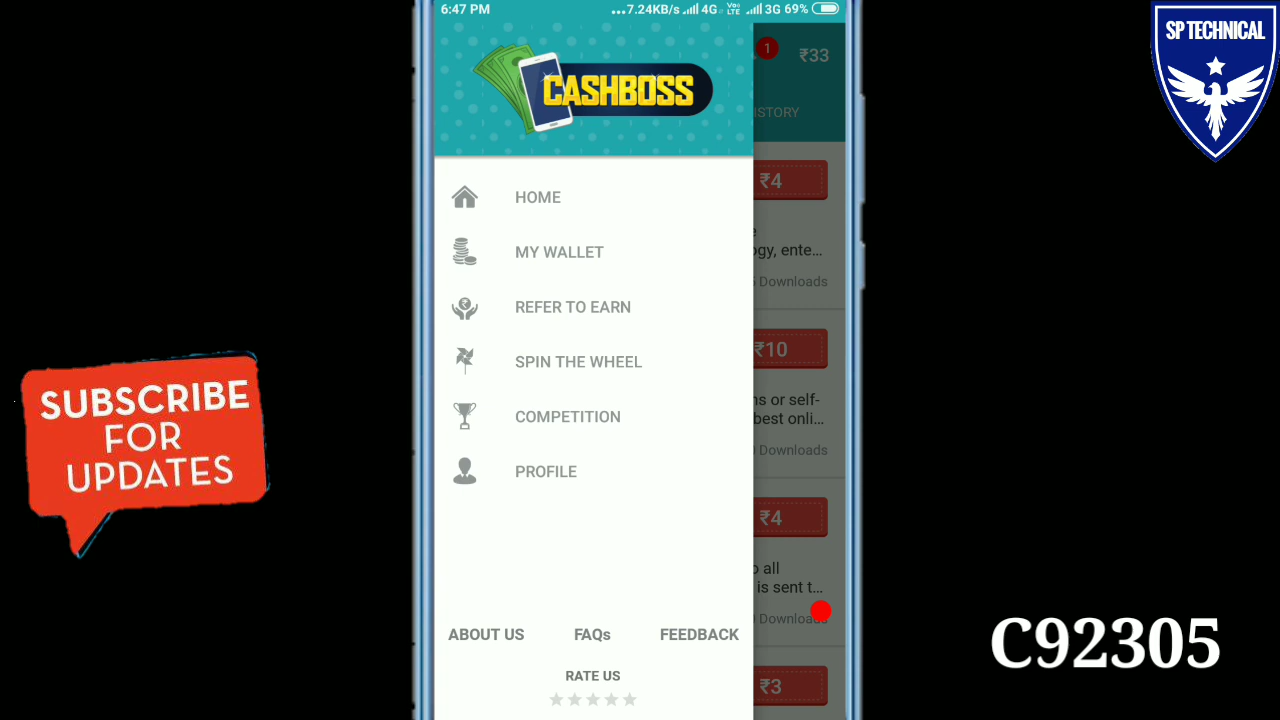 6:47 PM
...7.24KB/s 4G VoLTE 3G 69%
SP TECHNICAL
CASHBOSS
1
₹33
ISTORY
HOME
MY WALLET
REFER TO EARN
SPIN THE WHEEL
COMPETITION
PROFILE
₹4
ogy, ente...
Downloads
₹10
ns or self-
best onli...
Downloads
₹4
o all
is sent t...
Downloads
₹3
ABOUT US
FAQs
FEEDBACK
RATE US
SUBSCRIBE
FOR
UPDATES
C92305